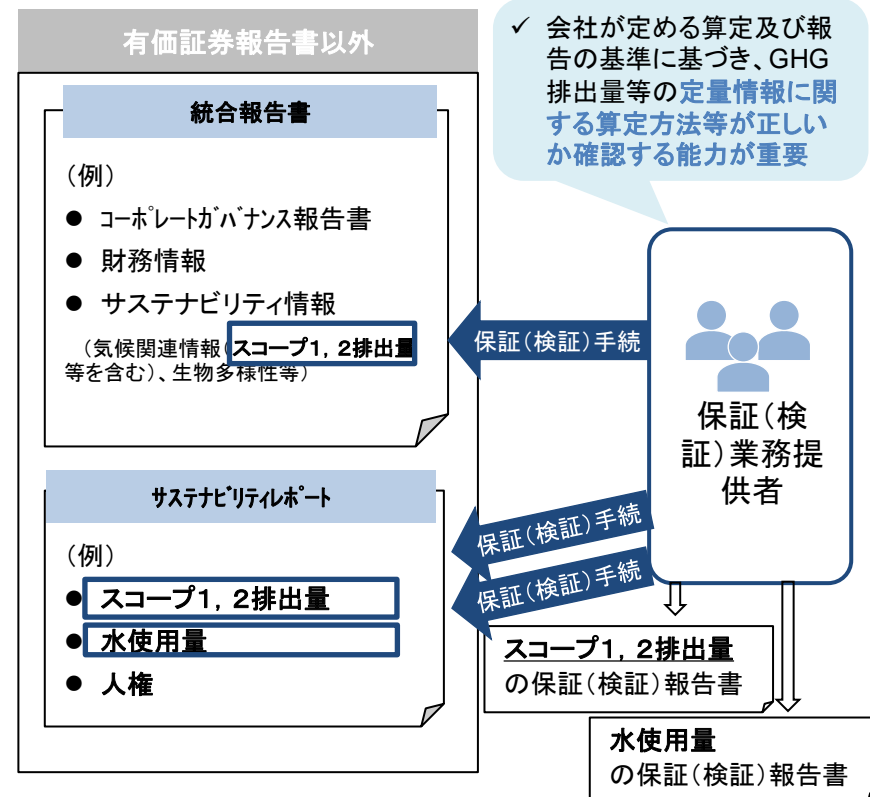 有価証券報告書以外
統合報告書
（例）
● コーポレートガバナンス報告書
● 財務情報
● サステナビリティ情報
（気候関連情報（スコープ1，2排出量
等を含む）、生物多様性等）
サステナビリティレポート
（例）
● スコープ1，2排出量
● 水使用量
● 人権
✓ 会社が定める算定及び報
告の基準に基づき、GHG
排出量等の定量情報に関
する算定方法等が正しい
か確認する能力が重要
保証（検証）手続
保証（検証）手続
保証（検証）手続
保証（検
証）業務提
供者
スコープ1，2排出量
の保証（検証）報告書
水使用量
の保証（検証）報告書